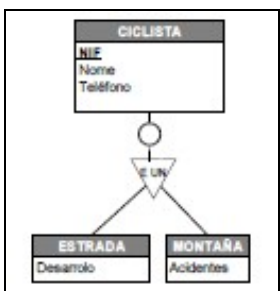 CICLISTA
NIF
Nome
Teléfono
E UN
ESTRADA
Desarrolo
MONTAÑA
Acidentes